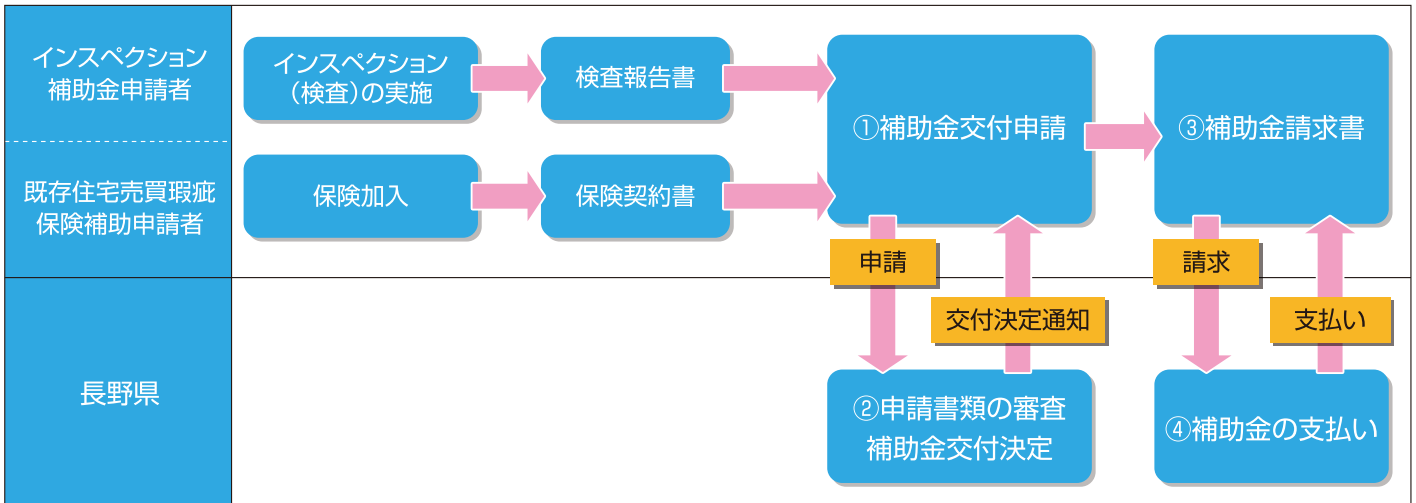 インスペクション
補助金申請者
インスペクション
（検査）の実施
検査報告書
①補助金交付申請
③補助金請求書
既存住宅売買瑕疵
保険補助申請者
保険加入
保険契約書
申請
交付決定通知
請求
支払い
長野県
②申請書類の審査
補助金交付決定
④補助金の支払い